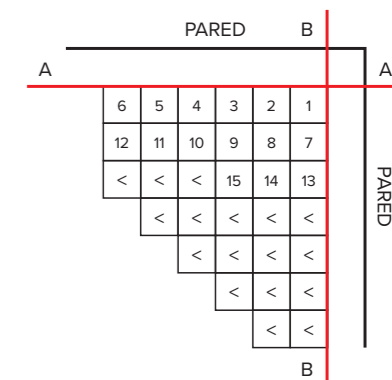 PARED B
A A
6 5 4 3 2 1
12 11 10 9 8 7
< < < 15 14 13
PARED
< < < < <
< < < <
< < <
< <
B